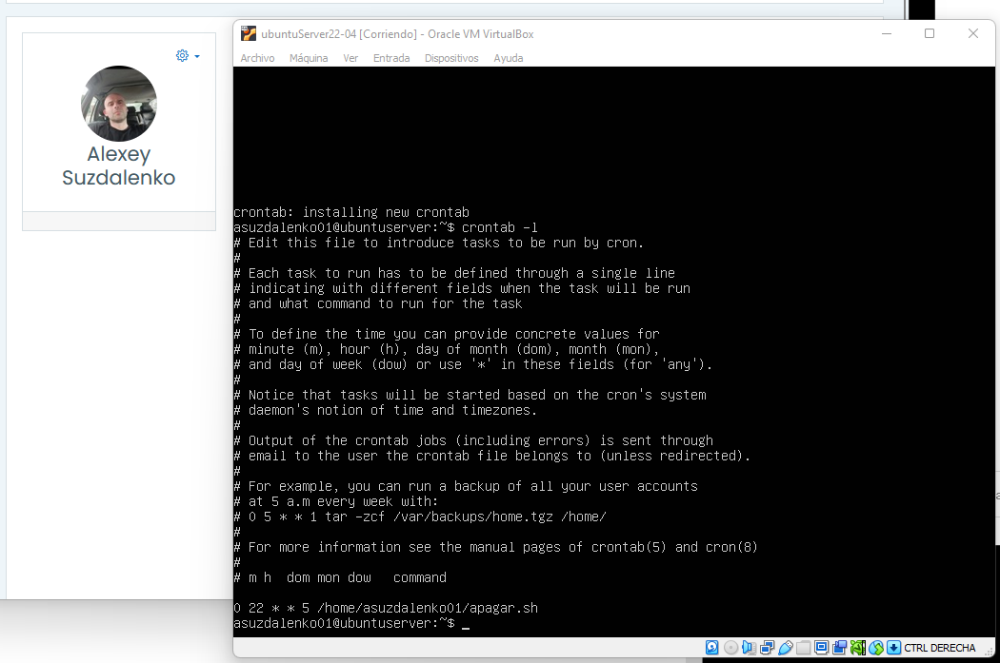 Alexey
Suzdalenko
ubuntuServer22-04 [Corriendo] - Oracle VM VirtualBox
Archivo Máquina Ver Entrada Dispositivos Ayuda
crontab: installing new crontab
asuzdalenko01@ubuntuserver:~$ crontab -l
# Edit this file to introduce tasks to be run by cron.
#
# Each task to run has to be defined through a single line
# indicating with different fields when the task will be run
# and what command to run for the task
#
# To define the time you can provide concrete values for
# minute (m), hour (h), day of month (dom), month (mon),
# and day of week (dow) or use '*' in these fields (for 'any').
#
# Notice that tasks will be started based on the cron's system
# daemon's notion of time and timezones.
#
# Output of the crontab jobs (including errors) is sent through
# email to the user the crontab file belongs to (unless redirected).
#
# For example, you can run a backup of all your user accounts
# at 5 a.m every week with:
# 0 5 * * 1 tar -zcf /var/backups/home.tgz /home/
#
# For more information see the manual pages of crontab(5) and cron(8)
#
# m h  dom mon dow   command
0 22 * * 5 /home/asuzdalenko01/apagar.sh
asuzdalenko01@ubuntuserver:~$ _
CTRL DERECHA